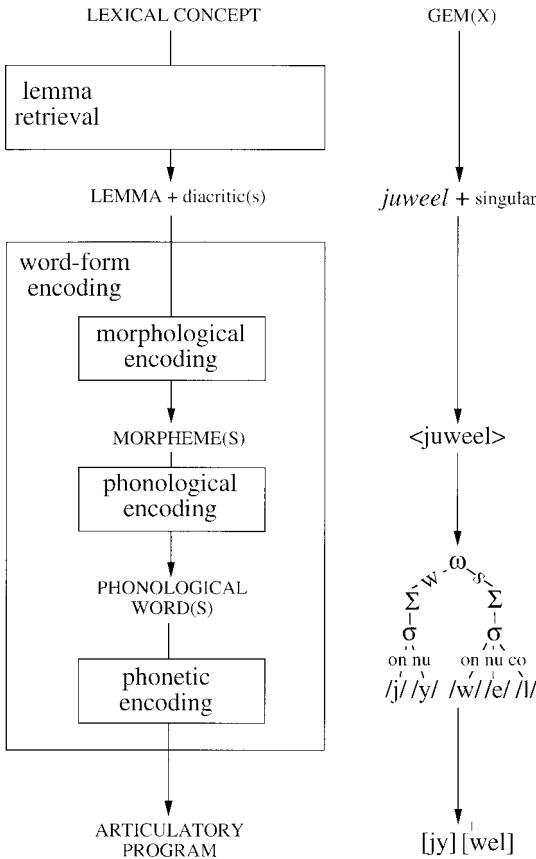 LEXICAL CONCEPT
GEM(X)
lemma
retrieval
LEMMA + diacritic(s)
juweel + singular
word-form
encoding
morphological
encoding
MORPHEME(S)
<juweel>
phonological
encoding
PHONOLOGICAL
WORD(S)
ω
w s
Σ Σ
σ σ
on nu on nu co
/j/ /y/ /w/ /e/ /l/
phonetic
encoding
ARTICULATORY
PROGRAM
[jy] [ˈwel]